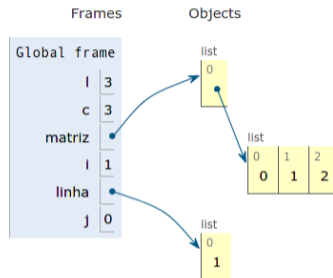 Frames Objects
Global frame
l 3
c 3
matriz
i 1
linha
j 0
list
0
list
0 1 2
0 1 2
list
0
1